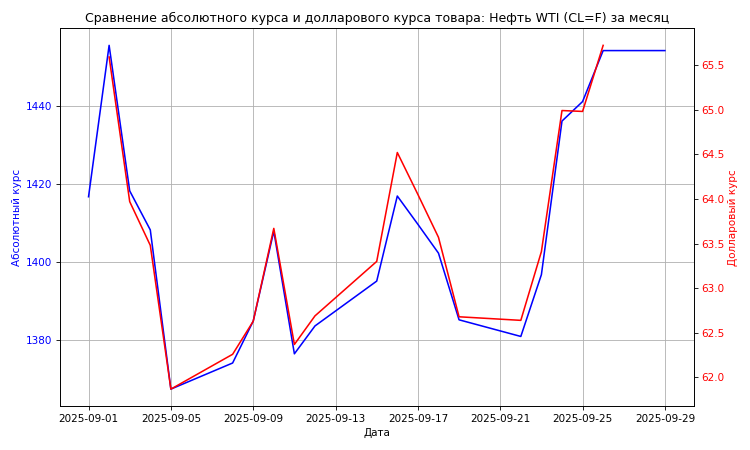 Сравнение абсолютного курса и долларового курса товара: Нефть WTI (CL=F) за месяц
Абсолютный курс
1440
1420
1400
1380
65.5
65.0
64.5
64.0
63.5
63.0
62.5
62.0
Долларовый курс
2025-09-01 2025-09-05 2025-09-09 2025-09-13 2025-09-17 2025-09-21 2025-09-25 2025-09-29
Дата